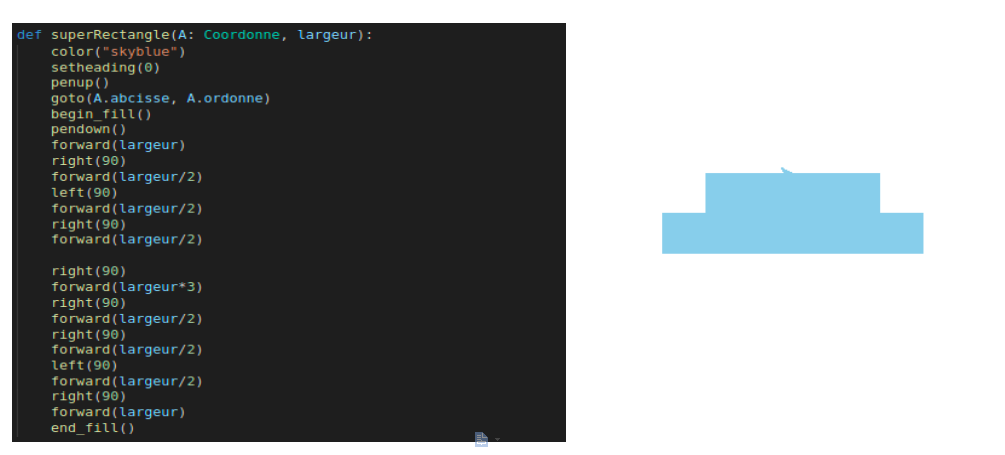 def superRectangle(A: Coordonne, largeur):
    color("skyblue")
    setheading(0)
    penup()
    goto(A.abcisse, A.ordonne)
    begin_fill()
    pendown()
    forward(largeur)
    right(90)
    forward(largeur/2)
    left(90)
    forward(largeur/2)
    right(90)
    forward(largeur/2)

    right(90)
    forward(largeur*3)
    right(90)
    forward(largeur/2)
    right(90)
    forward(largeur/2)
    left(90)
    forward(largeur/2)
    right(90)
    forward(largeur)
    end_fill()